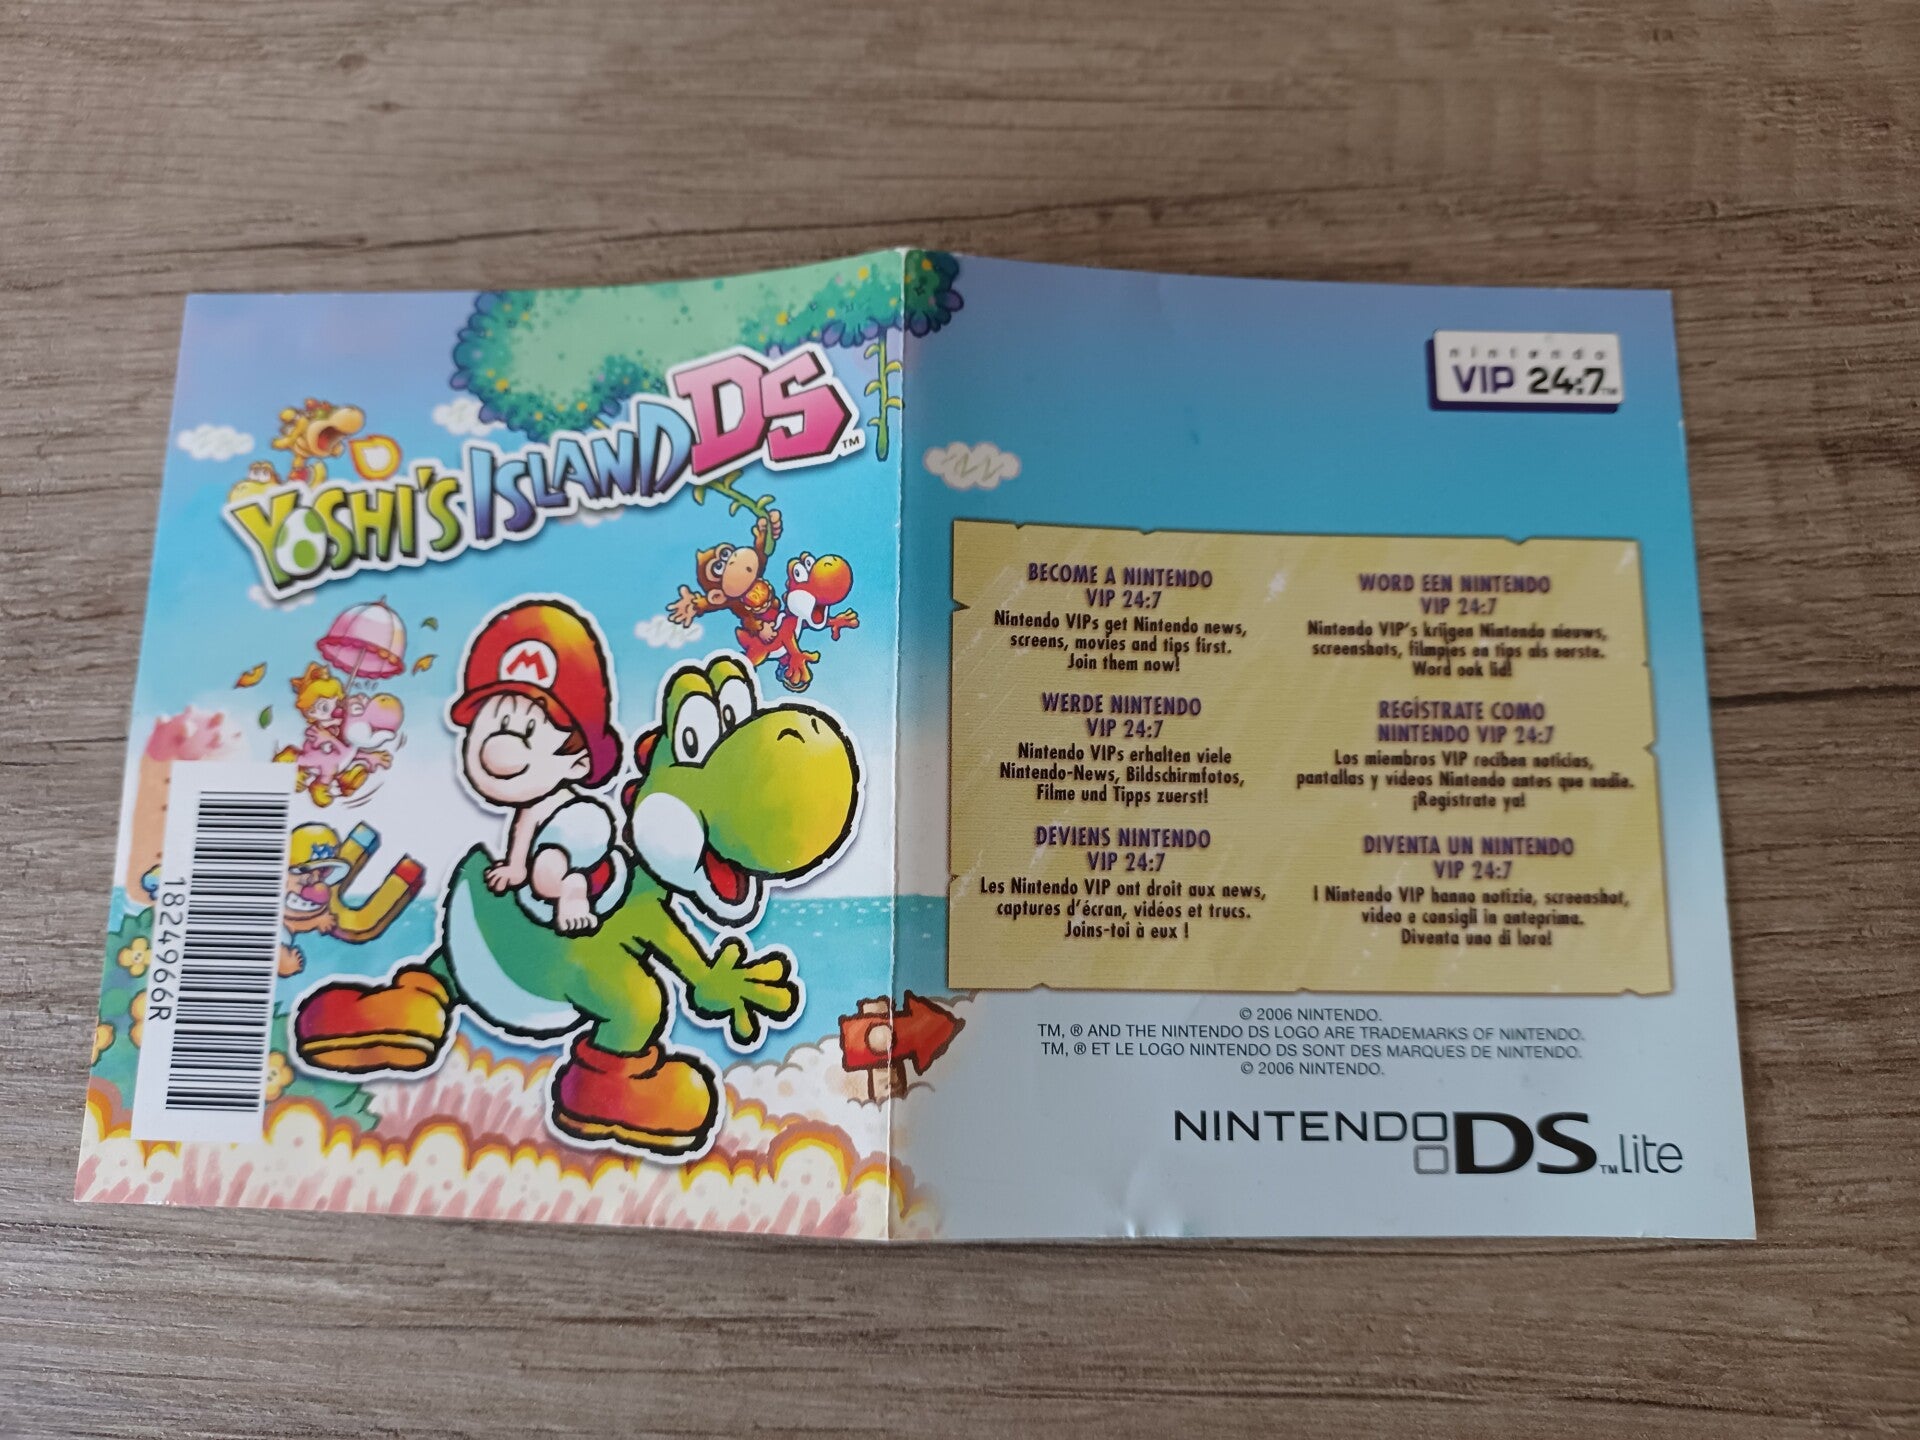 YOSHI'S ISLAND DS™
M
DK
1824966R
nintendo
VIP 24:7™
BECOME A NINTENDO
VIP 24:7
Nintendo VIPs get Nintendo news,
screens, movies and tips first.
Join them now!
WERDE NINTENDO
VIP 24:7
Nintendo VIPs erhalten viele
Nintendo-News, Bildschirmfotos,
Filme und Tipps zuerst!
DEVIENS NINTENDO
VIP 24:7
Les Nintendo VIP ont droit aux news,
captures d'écran, vidéos et trucs.
Joins-toi à eux !
WORD EEN NINTENDO
VIP 24:7
Nintendo VIP's krijgen Nintendo nieuws,
screenshots, filmpjes en tips als eerste.
Word ook lid!
REGÍSTRATE COMO
NINTENDO VIP 24:7
Los miembros VIP reciben noticias,
pantallas y vídeos Nintendo antes que nadie.
¡Regístrate ya!
DIVENTA UN NINTENDO
VIP 24:7
I Nintendo VIP hanno notizie, screenshot,
video e consigli in anteprima.
Diventa uno di loro!
© 2006 NINTENDO.
TM, ® AND THE NINTENDO DS LOGO ARE TRADEMARKS OF NINTENDO.
TM, ® ET LE LOGO NINTENDO DS SONT DES MARQUES DE NINTENDO.
© 2006 NINTENDO.
NINTENDO DS™ Lite